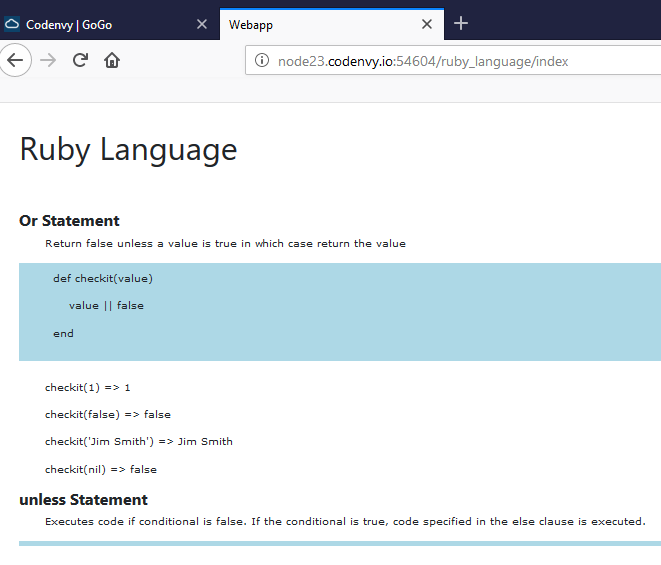 Codenvy | GoGo
Webapp
node23.codenvy.io:54604/ruby_language/index
Ruby Language
Or Statement
Return false unless a value is true in which case return the value
def checkit(value)
value || false
end
checkit(1) => 1
checkit(false) => false
checkit('Jim Smith') => Jim Smith
checkit(nil) => false
unless Statement
Executes code if conditional is false. If the conditional is true, code specified in the else clause is executed.